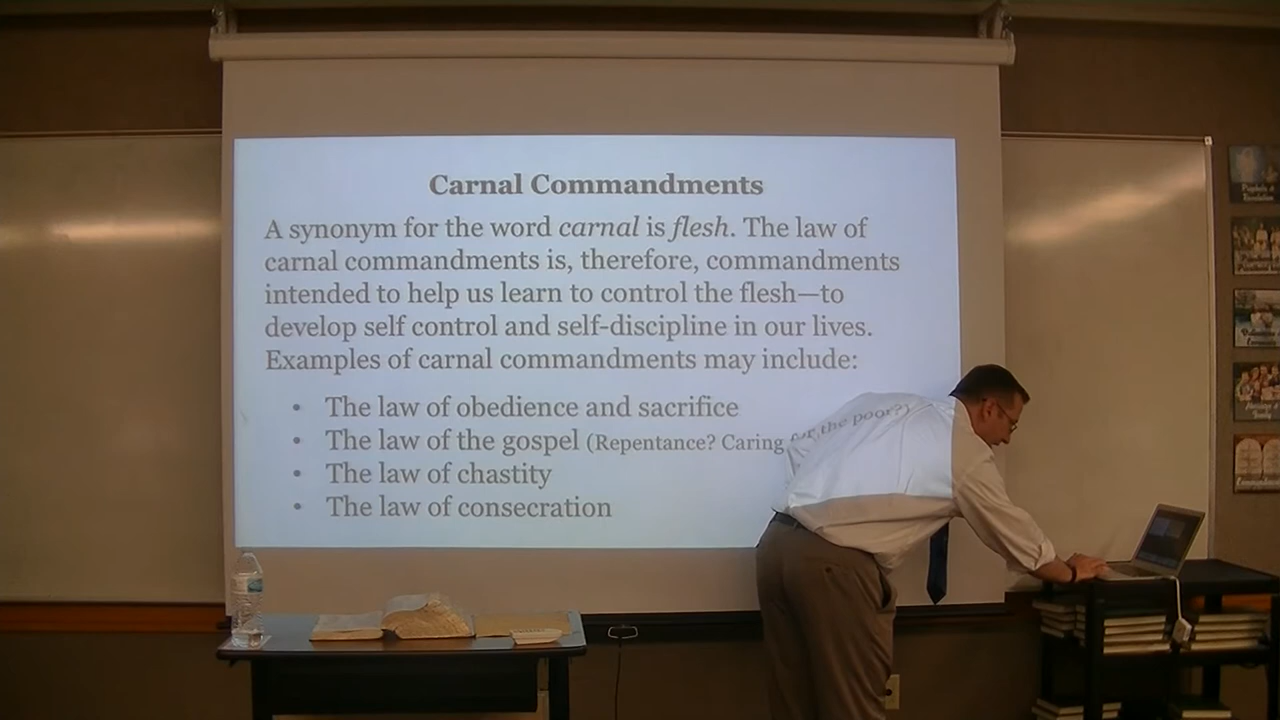 Carnal Commandments
A synonym for the word carnal is flesh. The law of
carnal commandments is, therefore, commandments
intended to help us learn to control the flesh—to
develop self control and self-discipline in our lives.
Examples of carnal commandments may include:
• The law of obedience and sacrifice
• The law of the gospel (Repentance? Caring for the poor?)
• The law of chastity
• The law of consecration